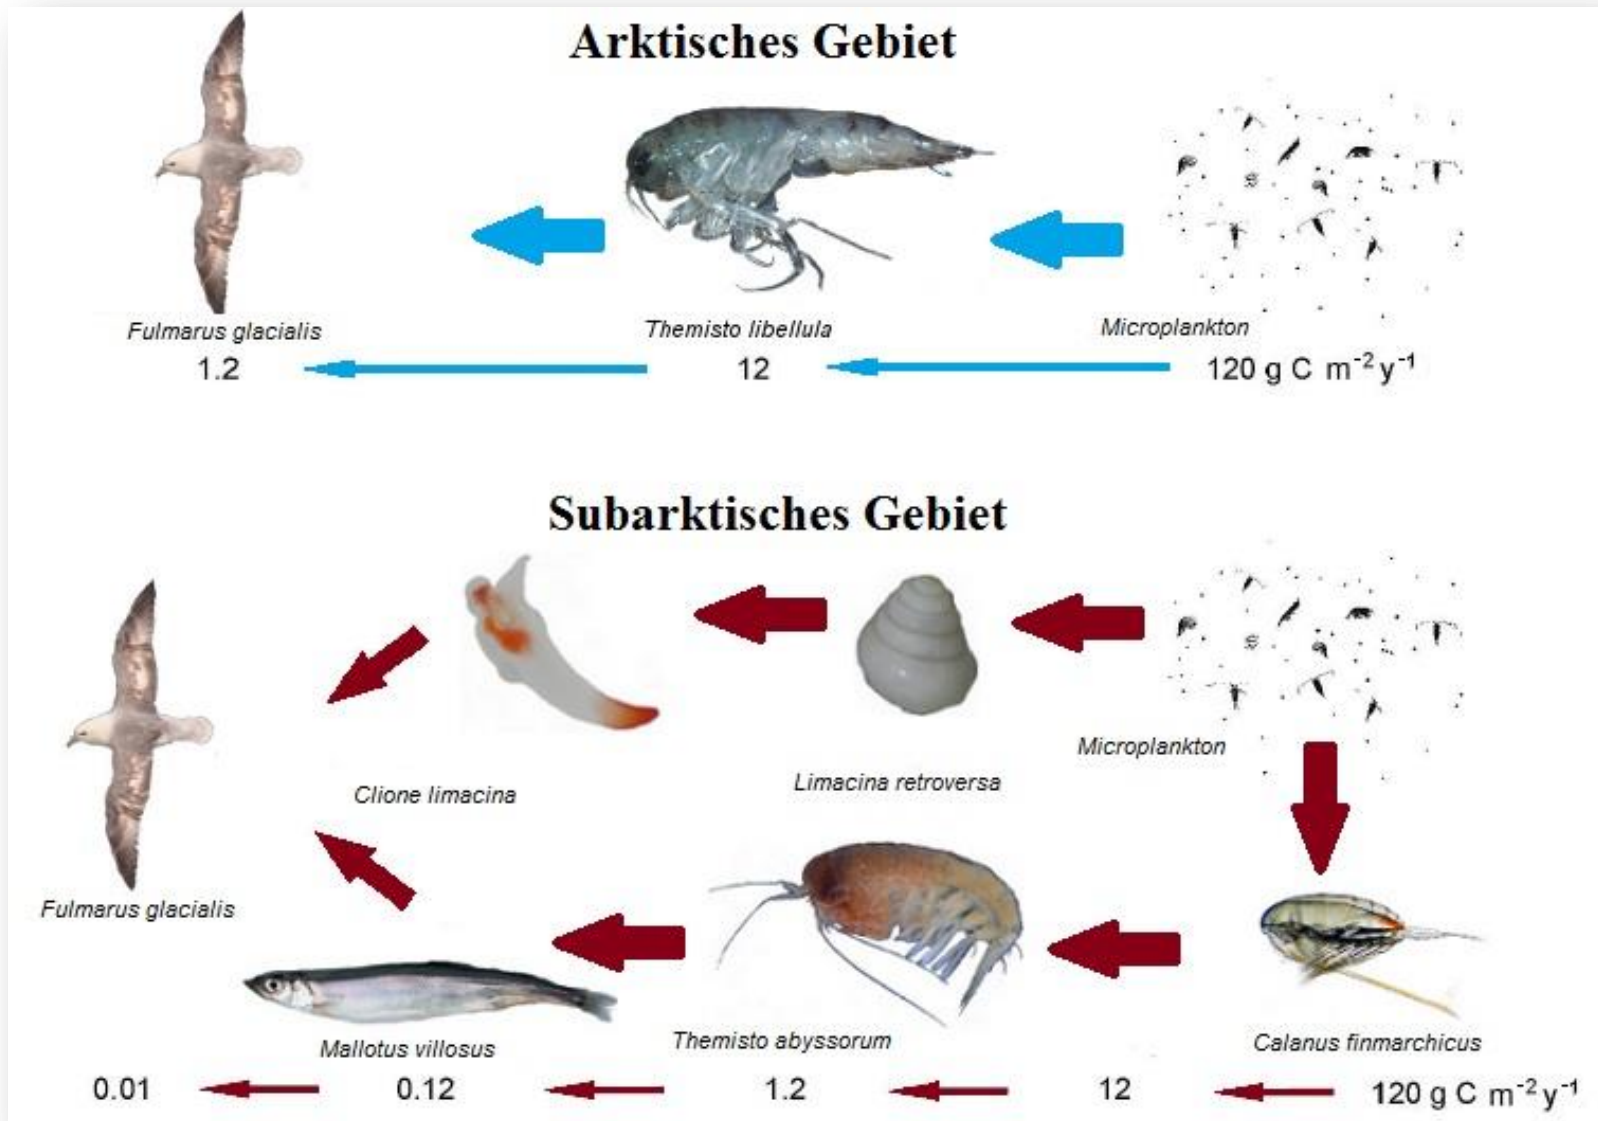 Arktisches Gebiet
Fulmarus glacialis
Themisto libellula
Microplankton
1.2
12
120 g C m⁻² y⁻¹
Subarktisches Gebiet
Microplankton
Limacina retroversa
Clione limacina
Fulmarus glacialis
Mallotus villosus
Themisto abyssorum
Calanus finmarchicus
0.01
0.12
1.2
12
120 g C m⁻² y⁻¹